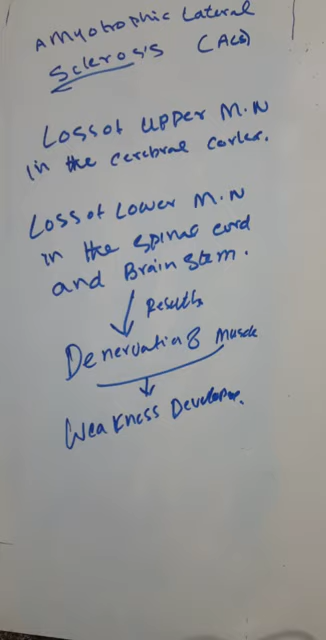 Amyotrophic Lateral
Sclerosis (ALS)
Loss of Upper M.N
in the cerebral cortex.
Loss of Lower M.N
in the spinal cord
and Brain Stem.
Results
Denervation of Muscle
Weakness Develops.